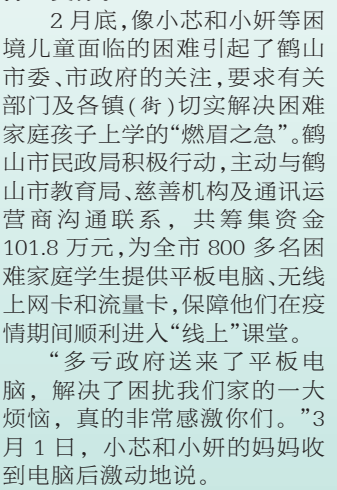 2月底,像小芯和小妍等困
境儿童面临的困难引起了鹤山
市委、市政府的关注,要求有关
部门及各镇(街)切实解决困难
家庭孩子上学的“燃眉之急”。鹤
山市民政局积极行动,主动与鹤
山市教育局、慈善机构及通讯运
营商沟通联系，共筹集资金
101.8万元,为全市800多名困
难家庭学生提供平板电脑、无线
上网卡和流量卡,保障他们在疫
情期间顺利进入“线上”课堂。
“多亏政府送来了平板电
脑，解决了困扰我们家的一大
烦恼，真的非常感激你们。”3
月1日，小芯和小妍的妈妈收
到电脑后激动地说。